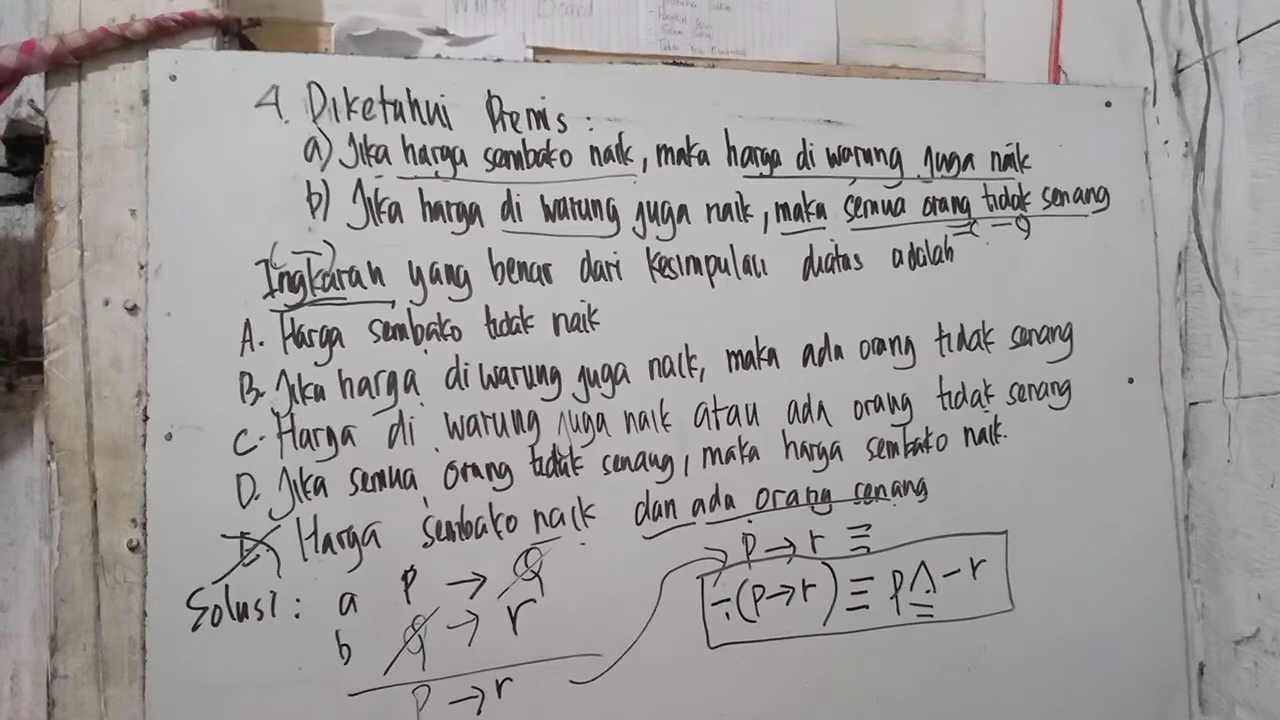 White Board
4. Diketahui Premis :
a) Jika harga sembako naik, maka harga di warung juga naik
b) Jika harga di warung juga naik, maka semua orang tidak senang
(-)
Ingkaran yang benar dari kesimpulan diatas adalah
A. Harga sembako tidak naik
B. Jika harga di warung juga naik, maka ada orang tidak senang
C. Harga di warung juga naik atau ada orang tidak senang
D. Jika semua orang tidak senang, maka harga sembako naik.
E. Harga sembako naik dan ada orang senang
Solusi : a p → q
b q → r
p → r
p → r ≡
-(p → r) ≡ p ∧ - r